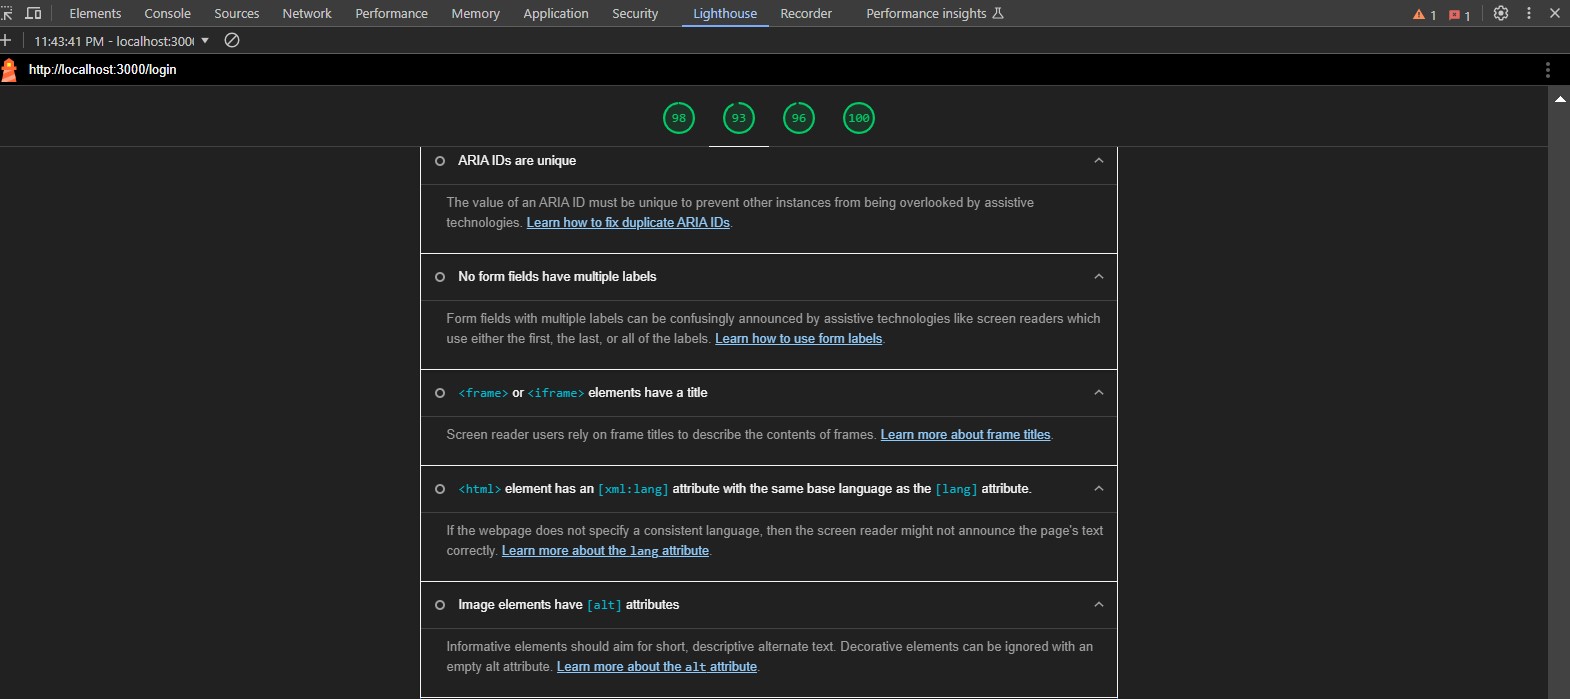 Elements Console Sources Network Performance Memory Application Security Lighthouse Recorder Performance insights 1 1
11:43:41 PM - localhost:300
http://localhost:3000/login
98 93 96 100
ARIA IDs are unique
The value of an ARIA ID must be unique to prevent other instances from being overlooked by assistive
technologies. Learn how to fix duplicate ARIA IDs.
No form fields have multiple labels
Form fields with multiple labels can be confusingly announced by assistive technologies like screen readers which
use either the first, the last, or all of the labels. Learn how to use form labels.
<frame> or <iframe> elements have a title
Screen reader users rely on frame titles to describe the contents of frames. Learn more about frame titles.
<html> element has an [xml:lang] attribute with the same base language as the [lang] attribute.
If the webpage does not specify a consistent language, then the screen reader might not announce the page's text
correctly. Learn more about the lang attribute.
Image elements have [alt] attributes
Informative elements should aim for short, descriptive alternate text. Decorative elements can be ignored with an
empty alt attribute. Learn more about the alt attribute.